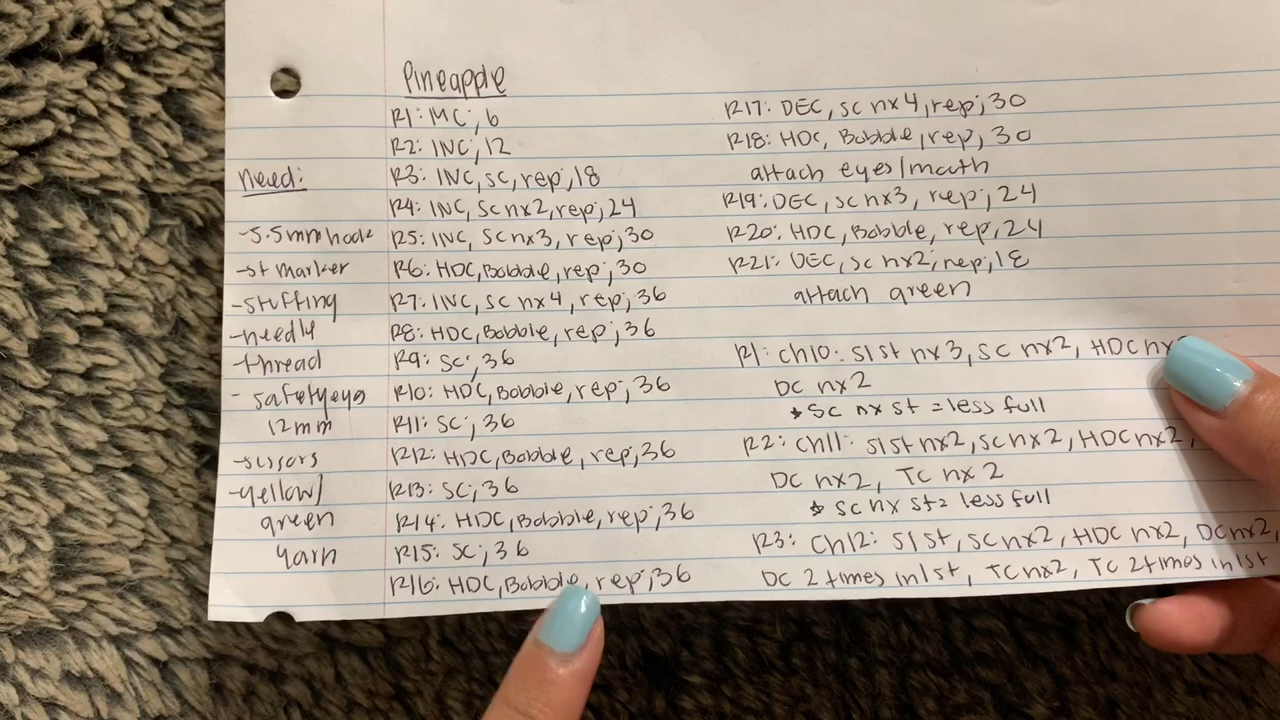 Pineapple
R1: MC; 6
R2: INC; 12
R3: INC, SC, rep; 18
R4: INC, SC nx2, rep; 24
R5: INC, SC nx3, rep; 30
R6: HDC, Bobble, rep; 30
R7: INC, SC nx4, rep; 36
R8: HDC, Bobble, rep; 36
R9: SC; 36
R10: HDC, Bobble, rep; 36
R11: SC; 36
R12: HDC, Bobble, rep; 36
R13: SC; 36
R14: HDC, Bobble, rep; 36
R15: SC; 36
R16: HDC, Bobble, rep; 36
Need:
-5.5mm hook
-st marker
-stuffing
-needle
-thread
- safety eyes
12mm
-scissors
-yellow/
green
yarn
R17: DEC, SC nx4, rep; 30
R18: HDC, Bobble, rep; 30
attach eyes/mouth
R19: DEC, SC nx3, rep; 24
R20: HDC, Bobble, rep, 24
R21: DEC, SC nx2, rep; 18
attach green
R1: Ch10: Slst nx3, SC nx2, HDC
DC nx2
* SC nx st = less full
R2: Ch11: Slst nx2, SC nx2, HDC nx2,
DC nx2, TC nx2
* SC nx st = less full
R3: Ch12: Slst, SC nx2, HDC nx2, DC nx2,
DC 2 times in 1st, TC nx2, TC 2 times in 1st